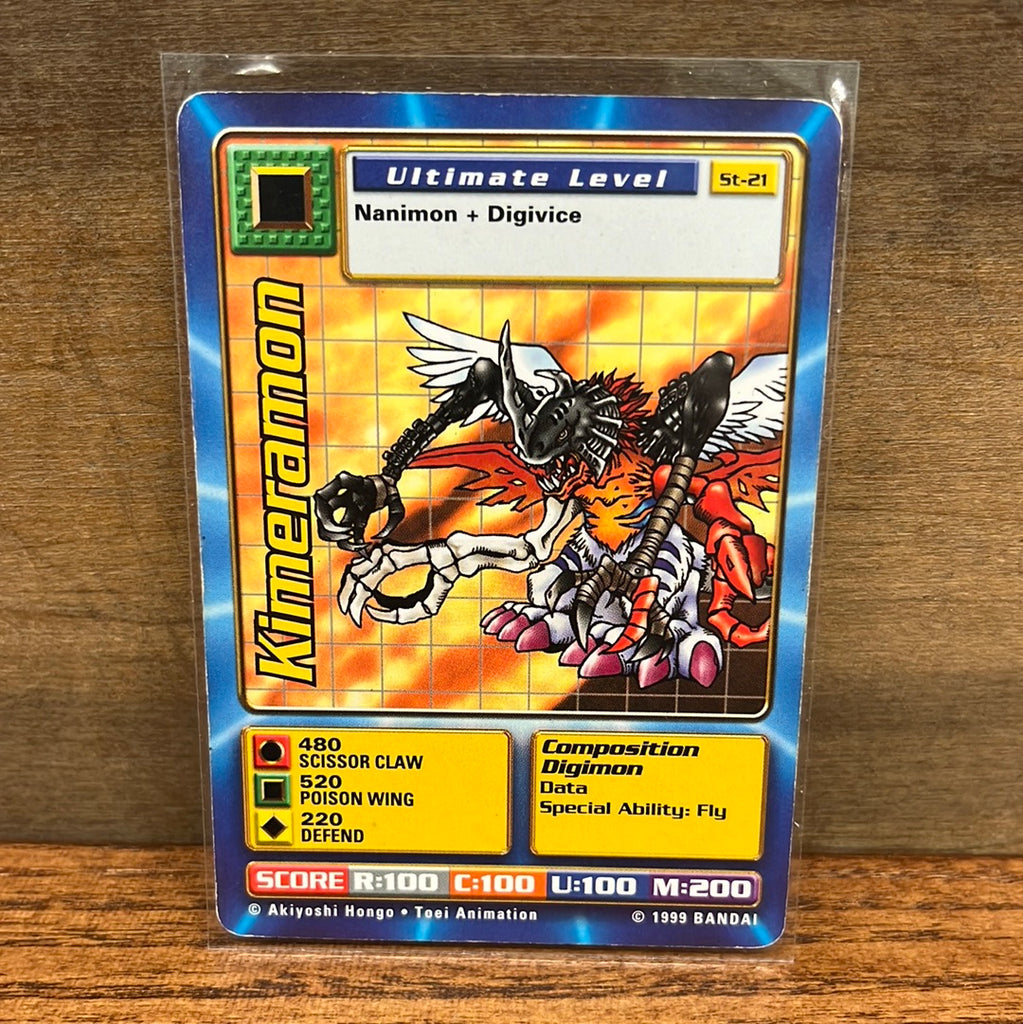 Ultimate Level
St-21
Nanimon + Digivice
Kimeramon
480
SCISSOR CLAW
520
POISON WING
220
DEFEND
Composition
Digimon
Data
Special Ability: Fly
SCORE R:100 C:100 U:100 M:200
© Akiyoshi Hongo • Toei Animation
© 1999 BANDAI